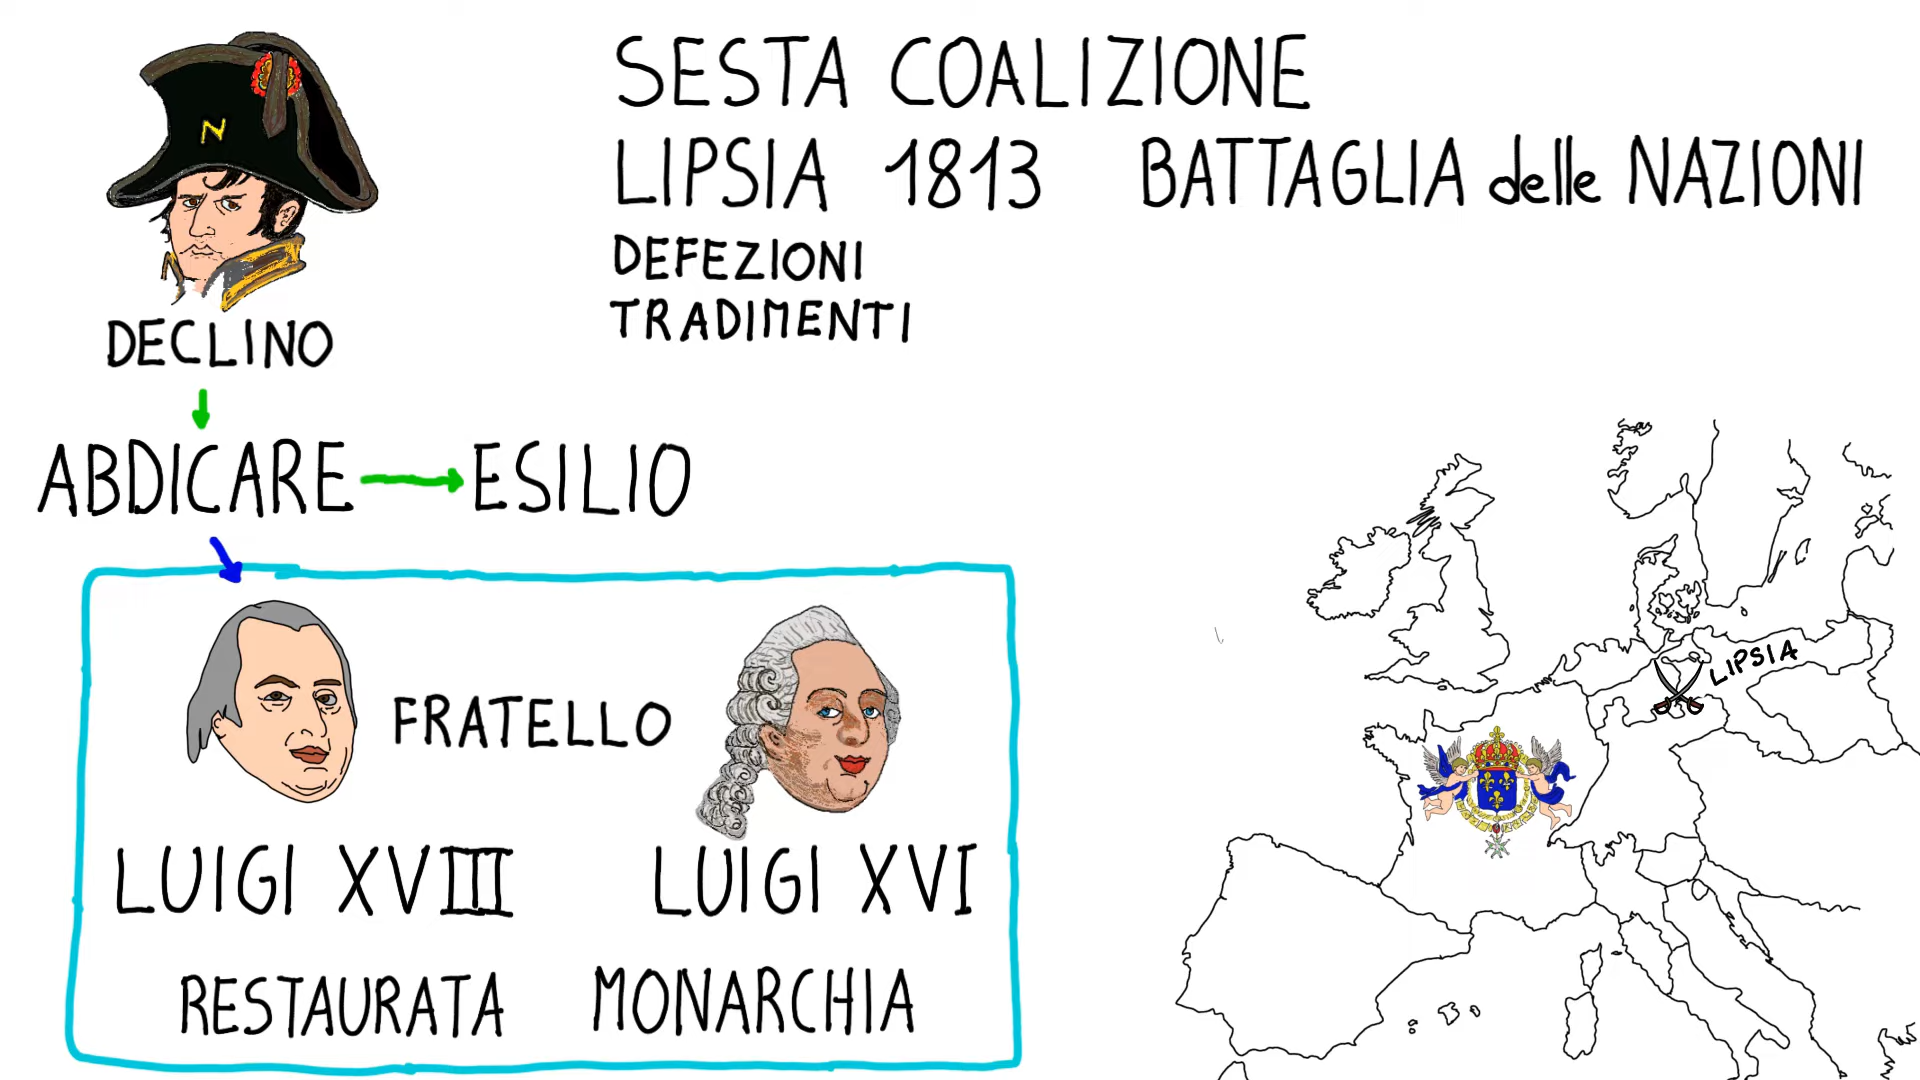 N
SESTA COALIZIONE
LIPSIA 1813 BATTAGLIA delle NAZIONI
DEFEZIONI
TRADIMENTI
DECLINO
ABDICARE ESILIO
LIPSIA
FRATELLO
LUIGI XVIII LUIGI XVI
RESTAURATA MONARCHIA